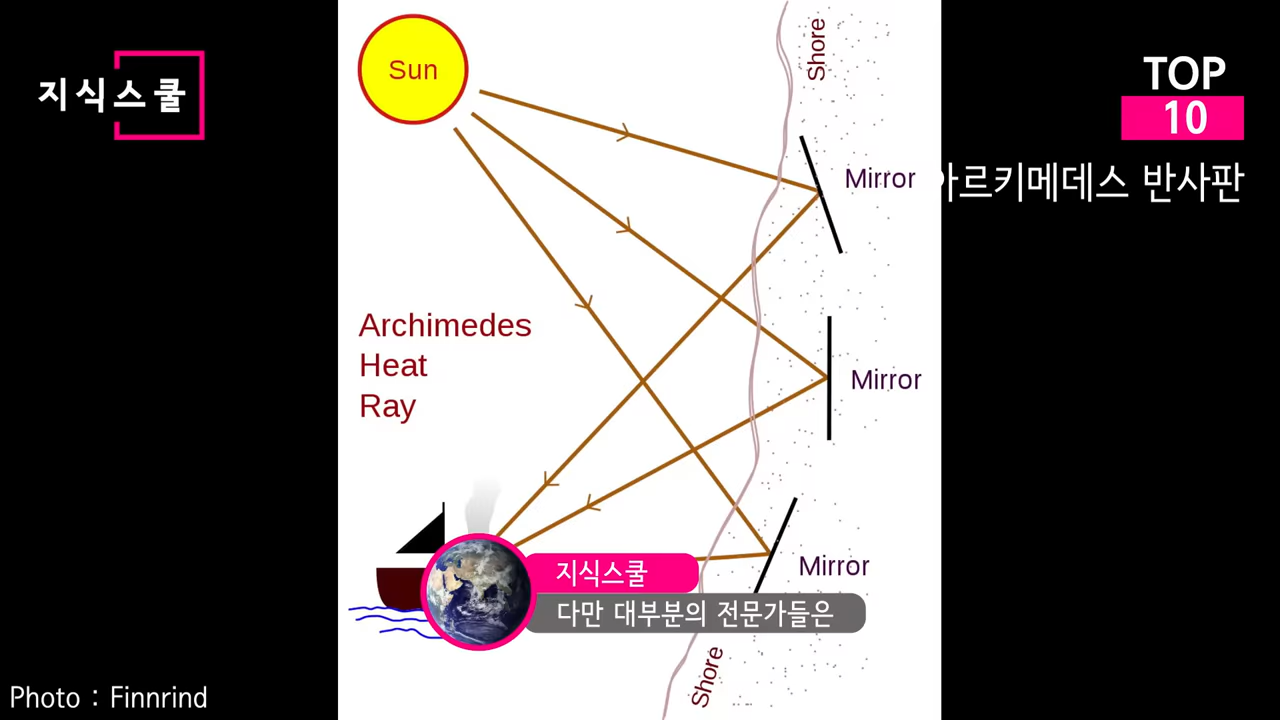 지식스쿨
TOP
10
아르키메데스 반사판
Sun
Shore
Mirror
Mirror
Mirror
Archimedes
Heat
Ray
지식스쿨
다만 대부분의 전문가들은
Shore
Photo : Finnrind